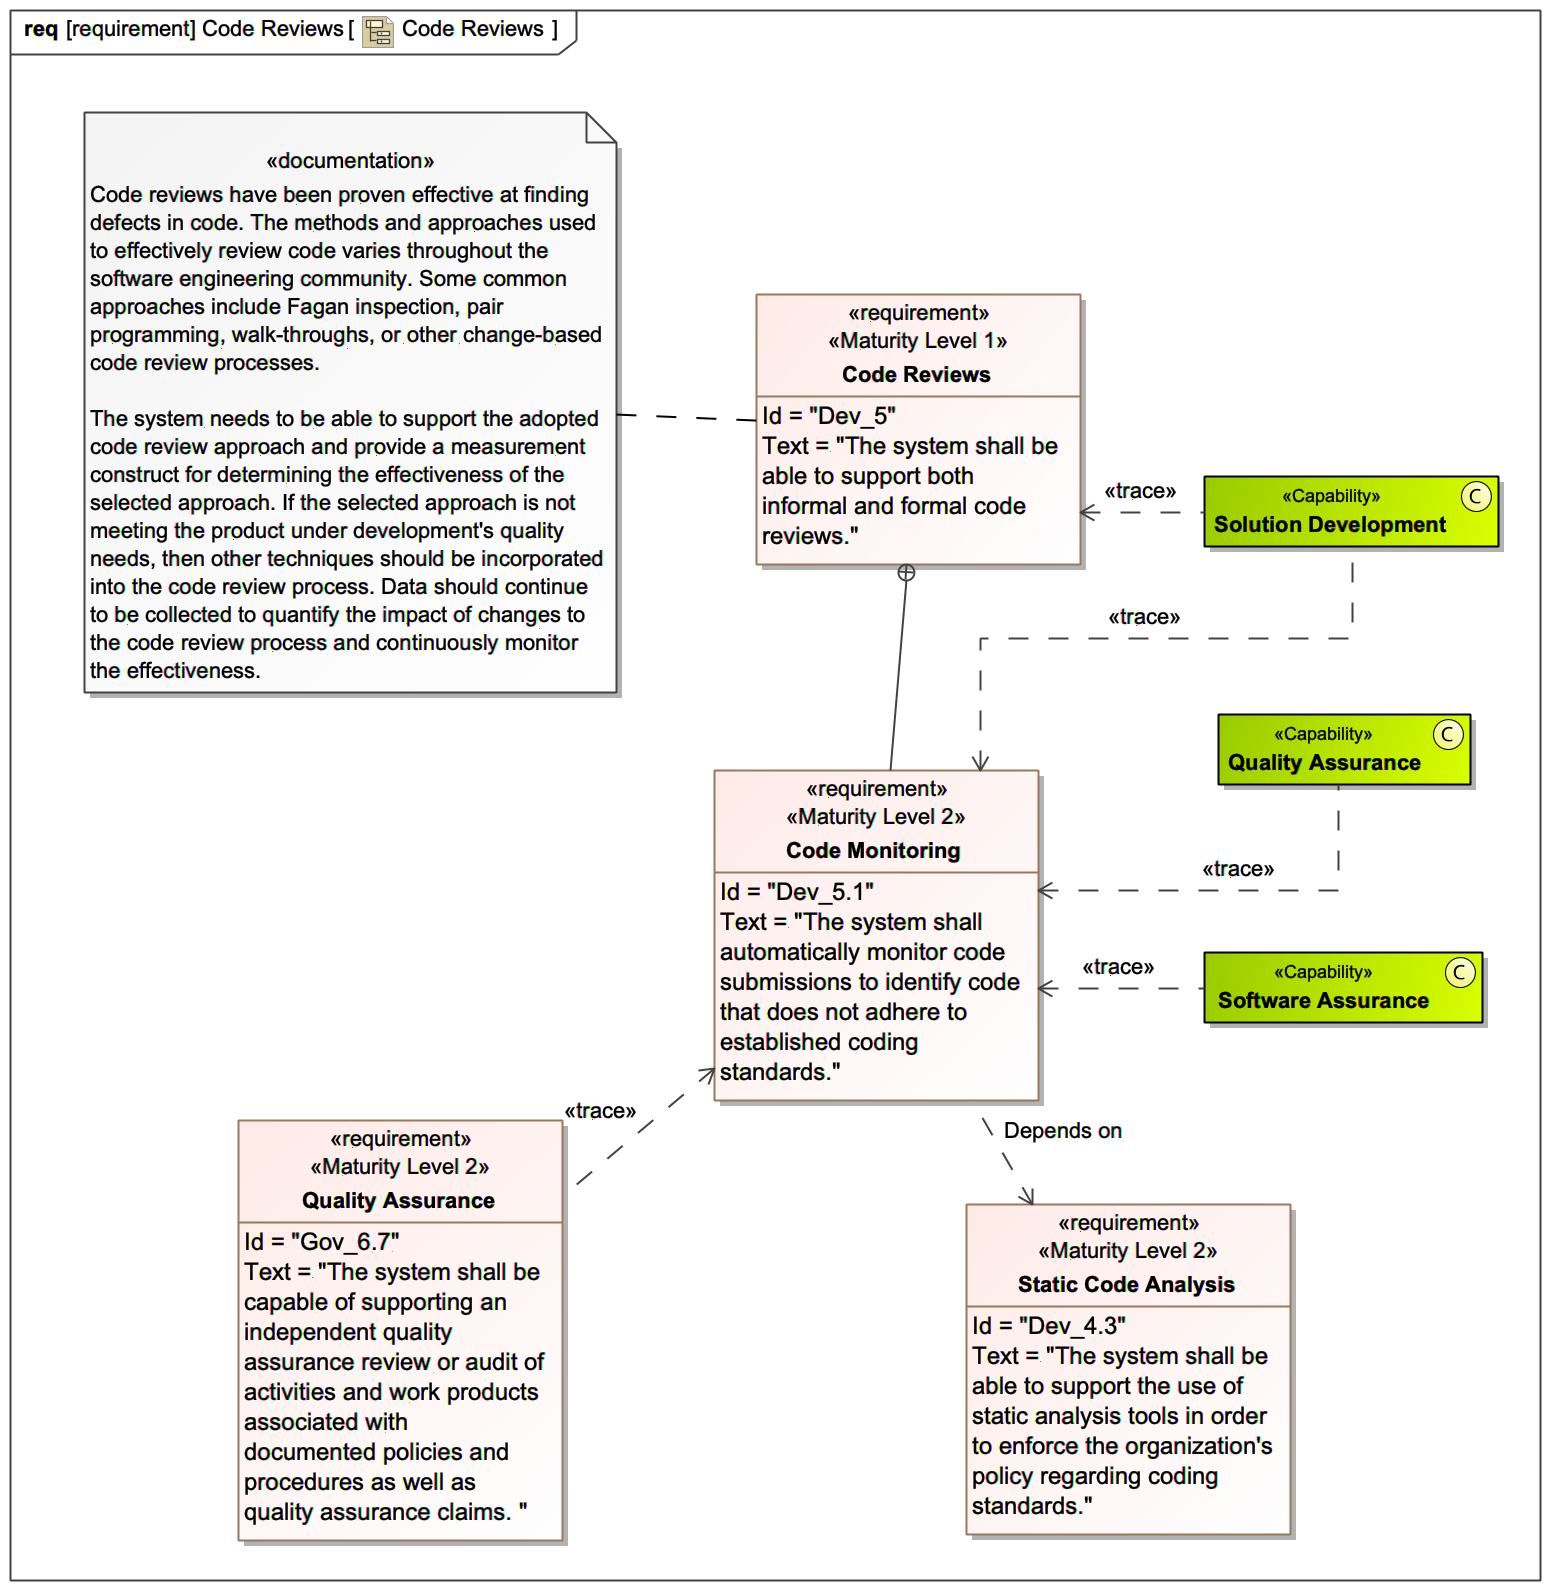 req [requirement] Code Reviews [ Code Reviews ]
«documentation»
Code reviews have been proven effective at finding
defects in code. The methods and approaches used
to effectively review code varies throughout the
software engineering community. Some common
approaches include Fagan inspection, pair
programming, walk-throughs, or other change-based
code review processes.
The system needs to be able to support the adopted
code review approach and provide a measurement
construct for determining the effectiveness of the
selected approach. If the selected approach is not
meeting the product under development's quality
needs, then other techniques should be incorporated
into the code review process. Data should continue
to be collected to quantify the impact of changes to
the code review process and continuously monitor
the effectiveness.
«requirement»
«Maturity Level 1»
Code Reviews
Id = "Dev_5"
Text = "The system shall be
able to support both
informal and formal code
reviews."
«trace»
«Capability»
C
Solution Development
«trace»
«Capability»
C
Quality Assurance
«trace»
«requirement»
«Maturity Level 2»
Code Monitoring
Id = "Dev_5.1"
Text = "The system shall
automatically monitor code
submissions to identify code
that does not adhere to
established coding
standards."
«trace»
«Capability»
C
Software Assurance
«trace»
Depends on
«requirement»
«Maturity Level 2»
Quality Assurance
Id = "Gov_6.7"
Text = "The system shall be
capable of supporting an
independent quality
assurance review or audit of
activities and work products
associated with
documented policies and
procedures as well as
quality assurance claims. "
«requirement»
«Maturity Level 2»
Static Code Analysis
Id = "Dev_4.3"
Text = "The system shall be
able to support the use of
static analysis tools in order
to enforce the organization's
policy regarding coding
standards."